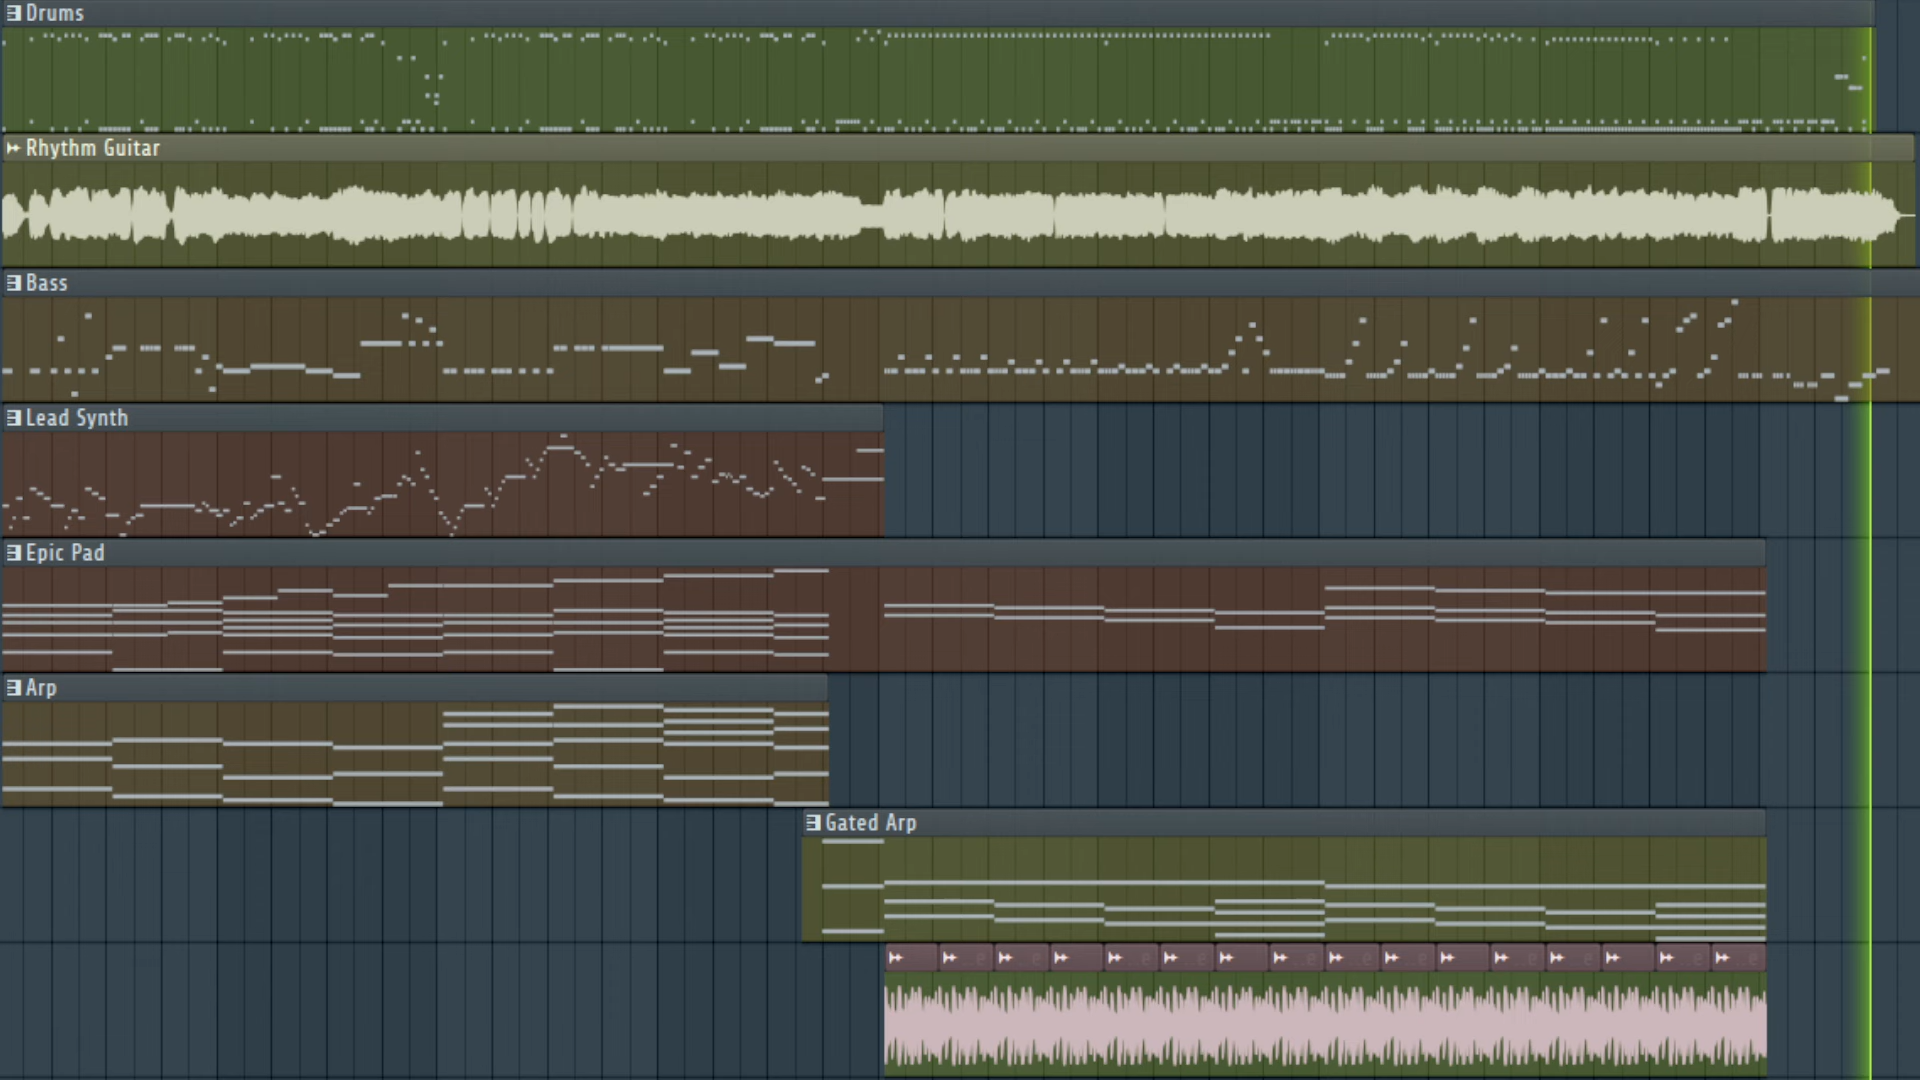 Drums
Rhythm Guitar
Bass
Lead Synth
Epic Pad
Arp
Gated Arp